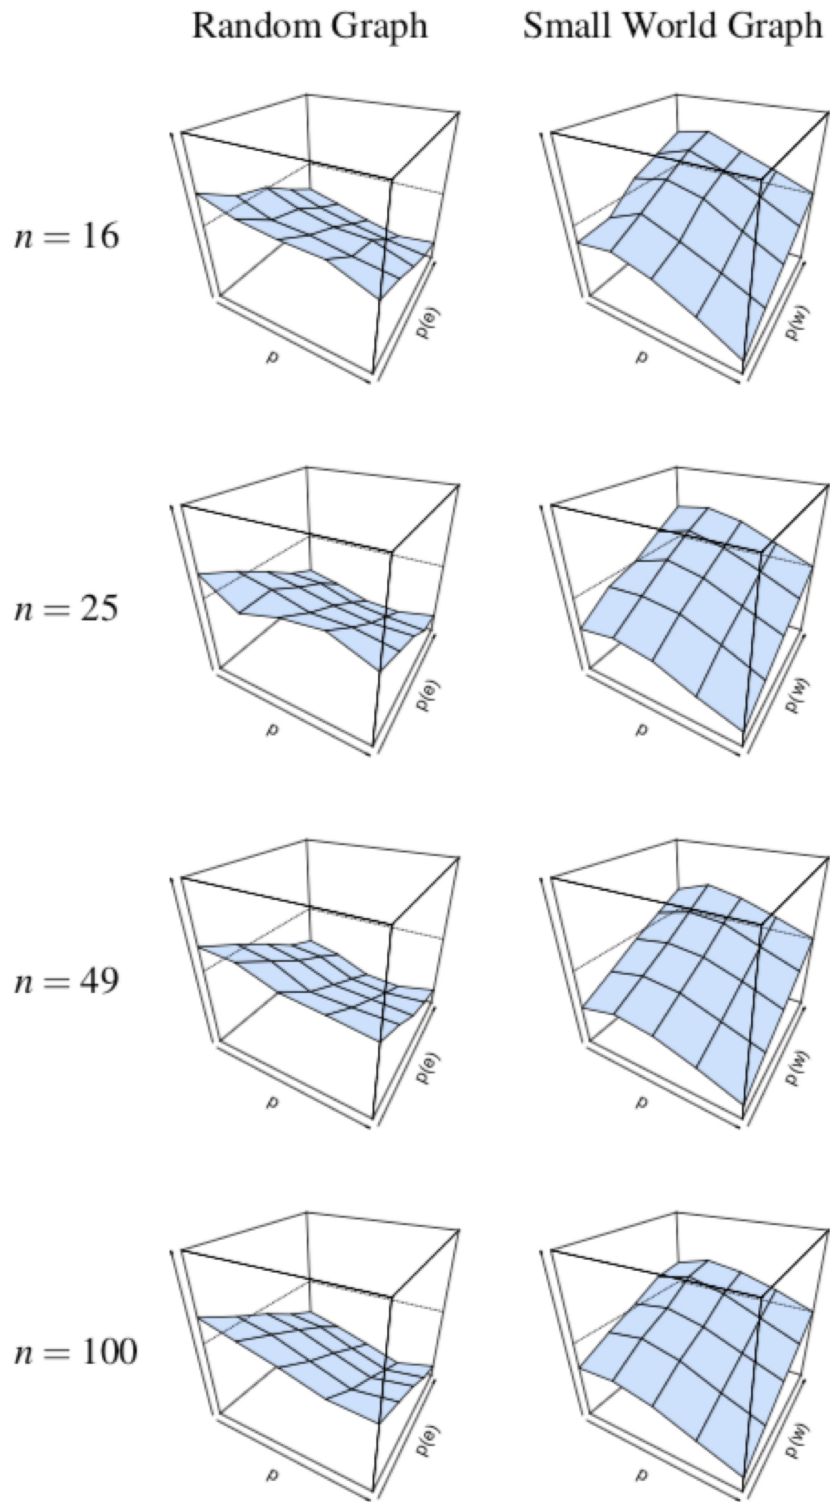 Random Graph Small World Graph
n = 16
p p(e) p p(w)
n = 25
p p(e) p p(w)
n = 49
p p(e) p p(w)
n = 100
p p(e) p p(w)